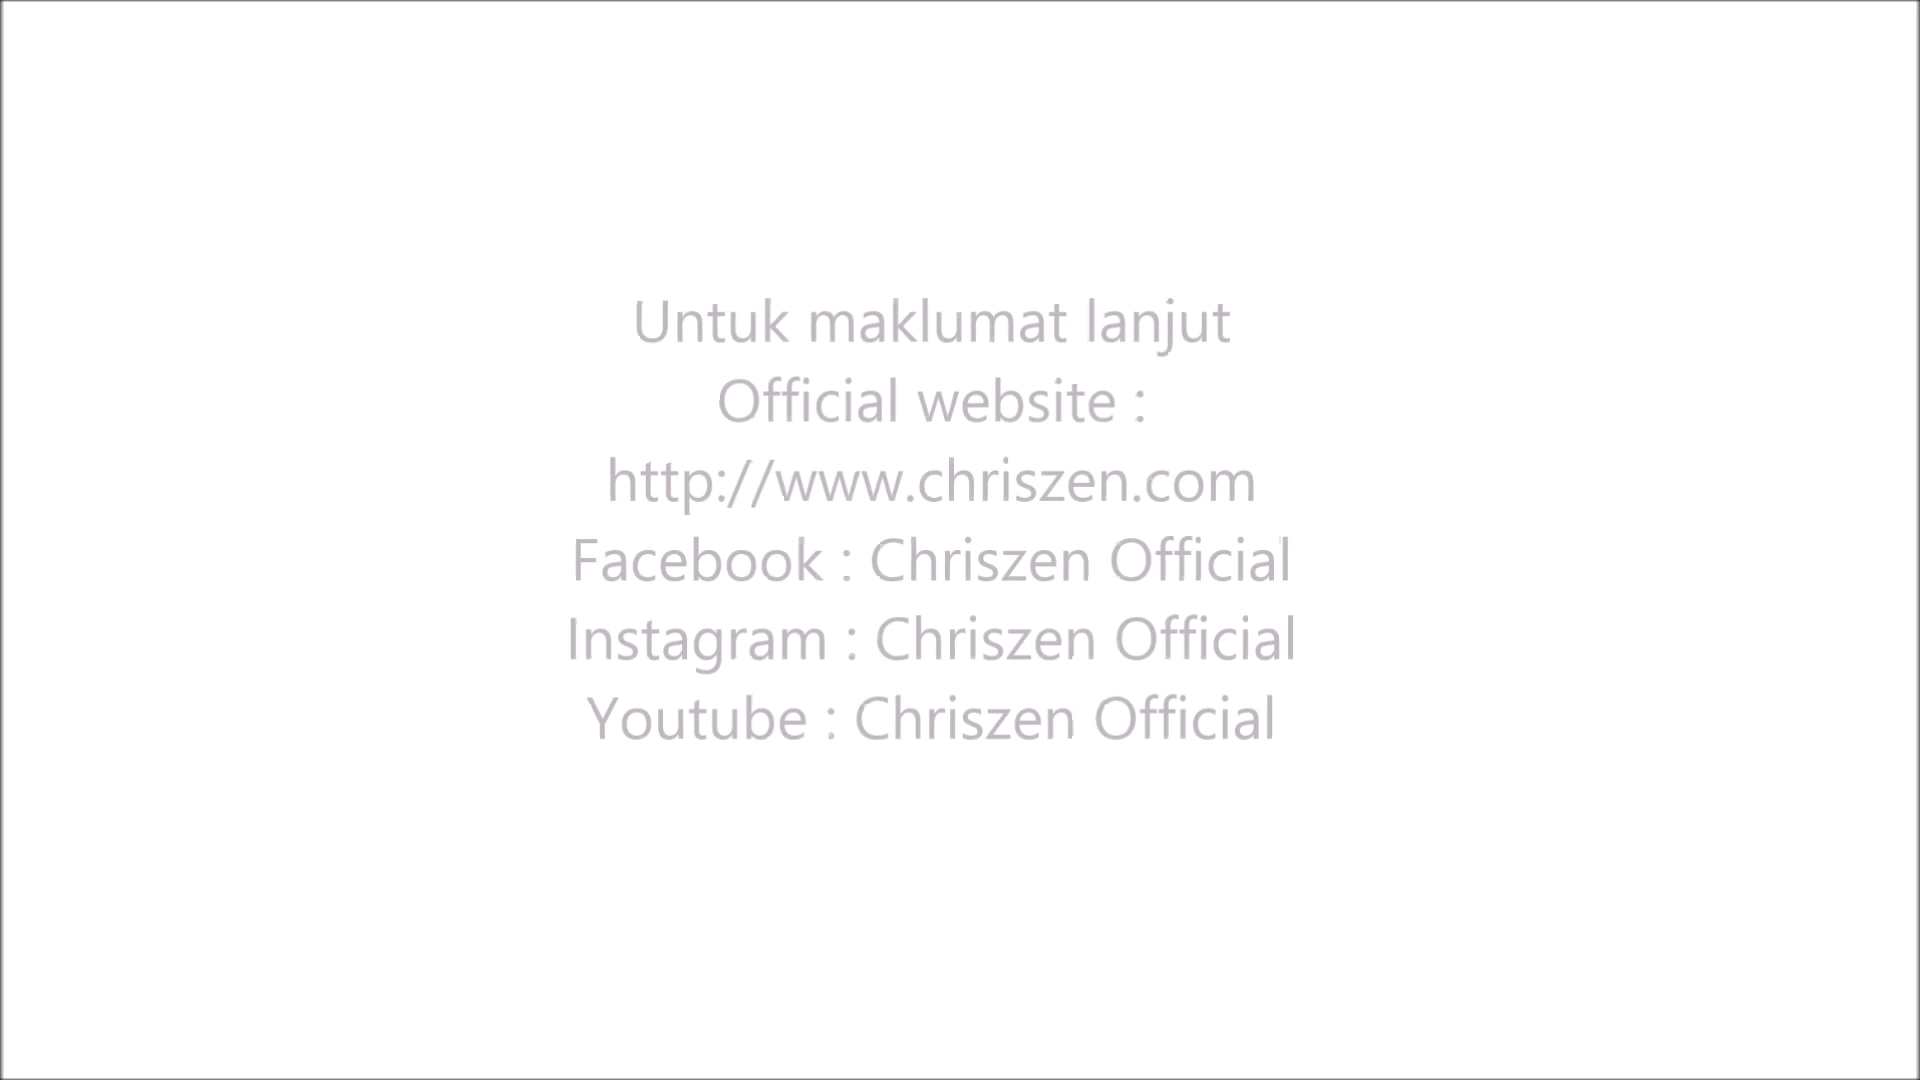 Untuk maklumat lanjut
Official website :
http://www.chriszen.com
Facebook : Chriszen Official
Instagram : Chriszen Official
Youtube : Chriszen Official